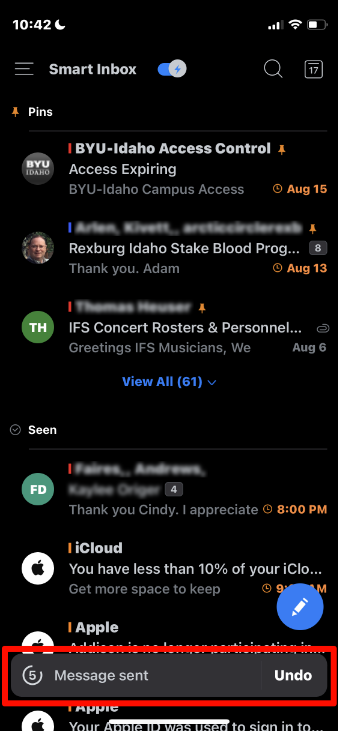 10:42
Smart Inbox
17
Pins
BYU
IDAHO
BYU-Idaho Access Control
Access Expiring
BYU-Idaho Campus Access
Aug 15
Rexburg Idaho Stake Blood Prog...
8
Thank you. Adam
Aug 13
TH
Thomas Heuser
IFS Concert Rosters & Personnel...
Greetings IFS Musicians, We
Aug 6
View All (61)
Seen
FD
Faires,, Andrews,
Kaylee Origer
4
Thank you Cindy. I appreciate
8:00 PM
iCloud
You have less than 10% of your iClo...
Get more space to keep
Apple
Addison is no longer participating in...
5
Message sent
Undo
Apple
Your Apple ID was used to sign in to...